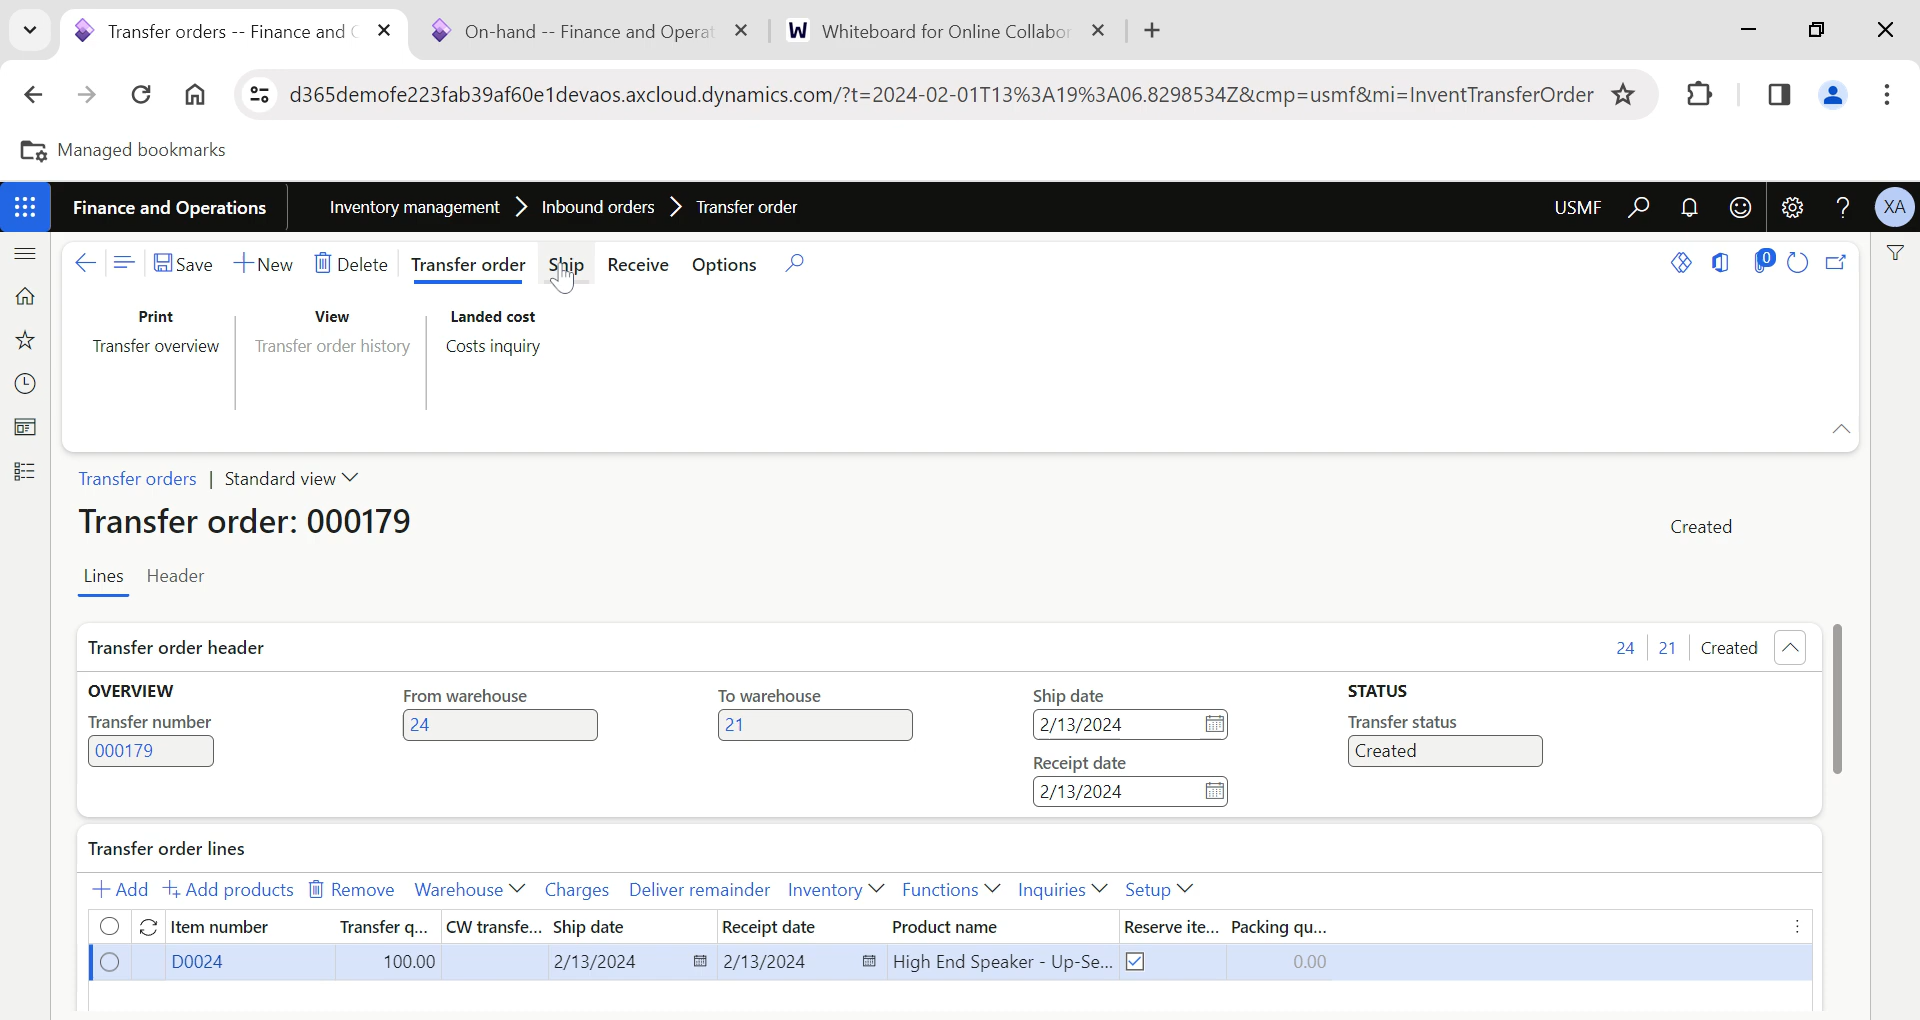 Transfer orders -- Finance and
On-hand -- Finance and Operat
W Whiteboard for Online Collabor
d365demofe223fab39af60e1devaos.axcloud.dynamics.com/?t=2024-02-01T13%3A19%3A06.8298534Z&cmp=usmf&mi=InventTransferOrder
Managed bookmarks
Finance and Operations
Inventory management
Inbound orders
Transfer order
USMF
? XA
Save New Delete Transfer order Ship Receive Options
0
Print View Landed cost
Transfer overview Transfer order history Costs inquiry
Transfer orders | Standard view
Transfer order: 000179
Created
Lines Header
Transfer order header
24 21 Created
OVERVIEW From warehouse To warehouse Ship date STATUS
Transfer number 24 21 2/13/2024 Transfer status
000179 Receipt date Created
2/13/2024
Transfer order lines
Add Add products Remove Warehouse Charges Deliver remainder Inventory Functions Inquiries Setup
Item number Transfer q... CW transfe... Ship date Receipt date Product name Reserve ite... Packing qu...
D0024 100.00 2/13/2024 2/13/2024 High End Speaker - Up-Se... 0.00